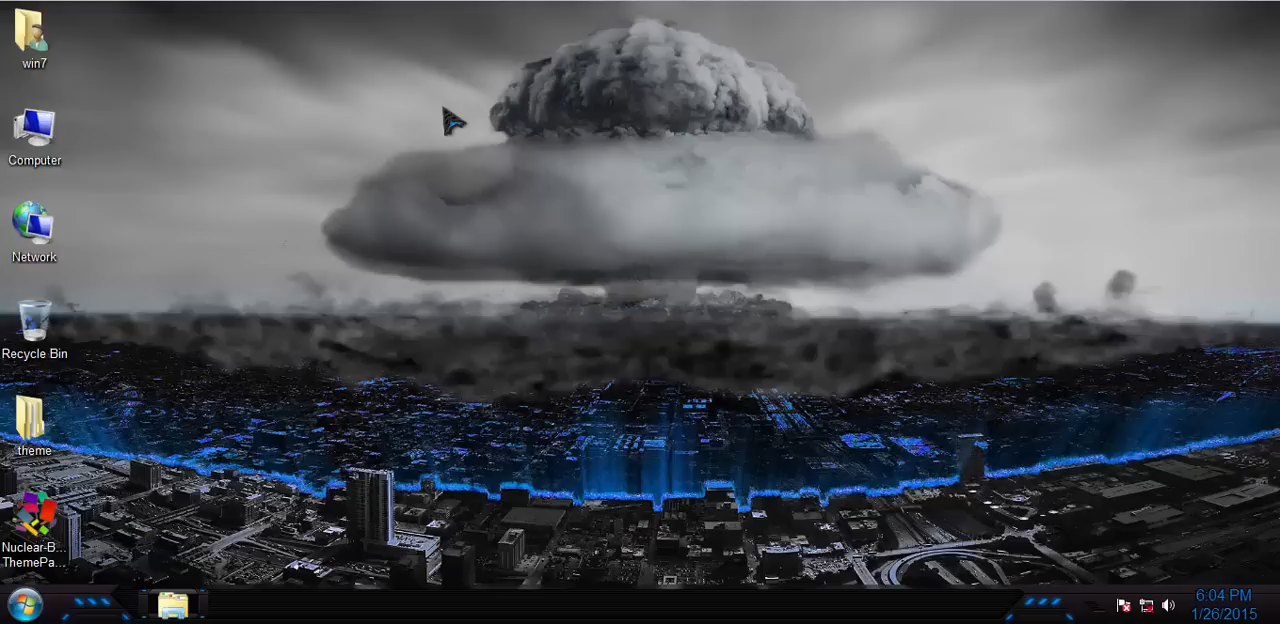 win7
Computer
Network
Recycle Bin
theme
Nuclear-B...
ThemePa...
6:04 PM
1/26/2015